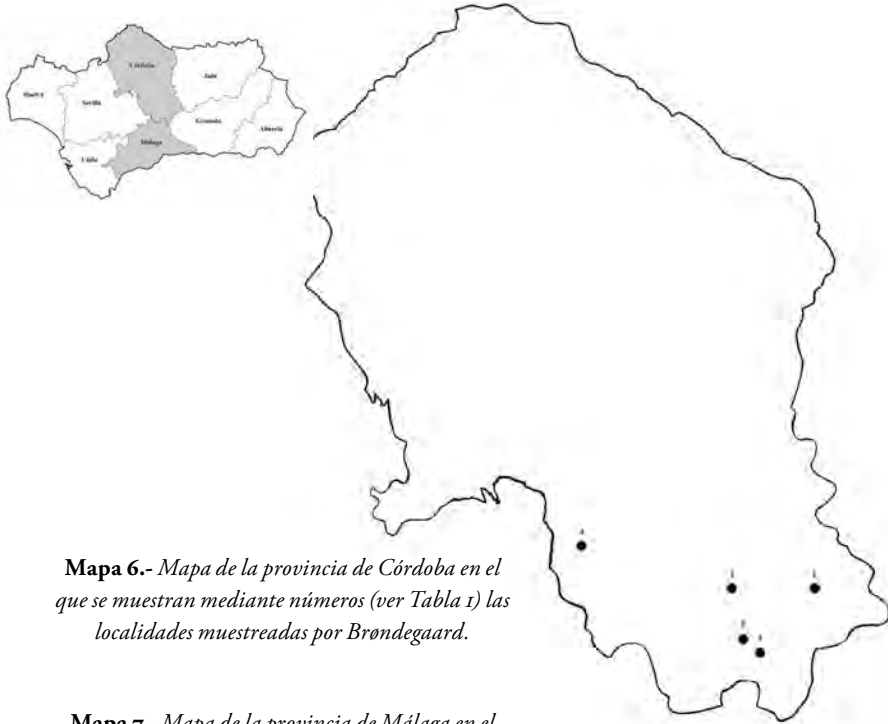 Córdoba
Jaén
Huelva
Sevilla
Granada
Almería
Málaga
Cádiz
Mapa 6.- Mapa de la provincia de Córdoba en el
que se muestran mediante números (ver Tabla 1) las
localidades muestreadas por Brøndegaard.
Mapa 7.- Mapa de la provincia de Málaga en el